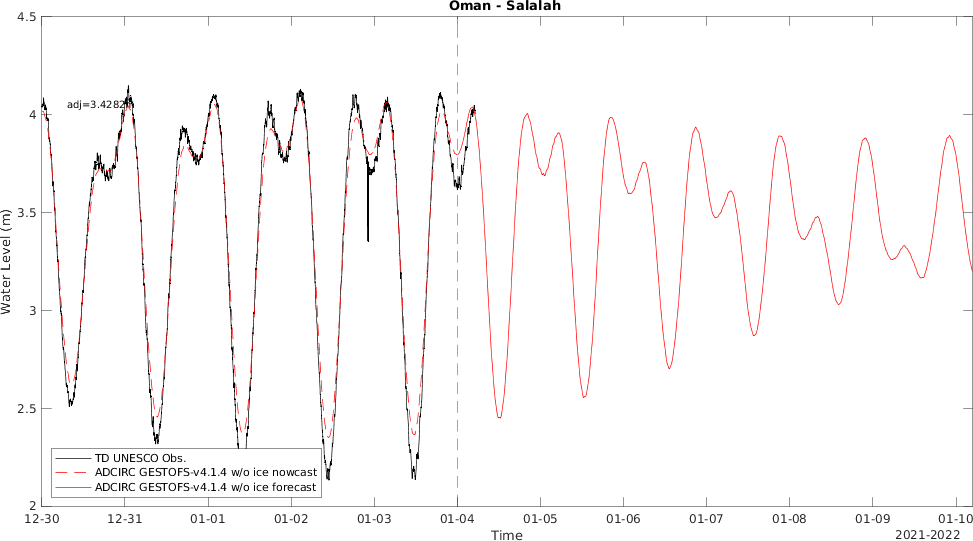 Oman - Salalah
4.5
4
3.5
3
2.5
2
Water Level (m)
adj=3.4282
TD UNESCO Obs.
ADCIRC GESTOFS-v4.1.4 w/o ice nowcast
ADCIRC GESTOFS-v4.1.4 w/o ice forecast
12-30 12-31 01-01 01-02 01-03 01-04 01-05 01-06 01-07 01-08 01-09 01-10
Time
2021-2022